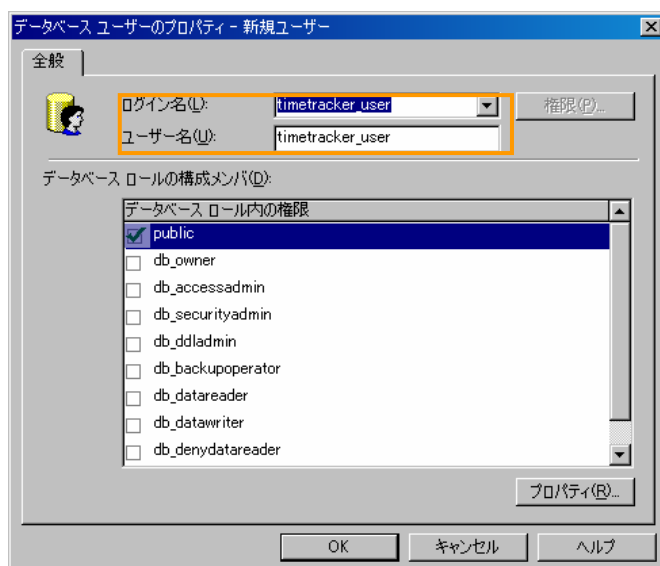 データベース ユーザーのプロパティ - 新規ユーザー
全般
ログイン名(L): timetracker_user 権限(P)...
ユーザー名(U): timetracker_user
データベース ロールの構成メンバ(D):
データベース ロール内の権限
public
db_owner
db_accessadmin
db_securityadmin
db_ddladmin
db_backupoperator
db_datareader
db_datawriter
db_denydatareader
プロパティ(R)...
OK キャンセル ヘルプ